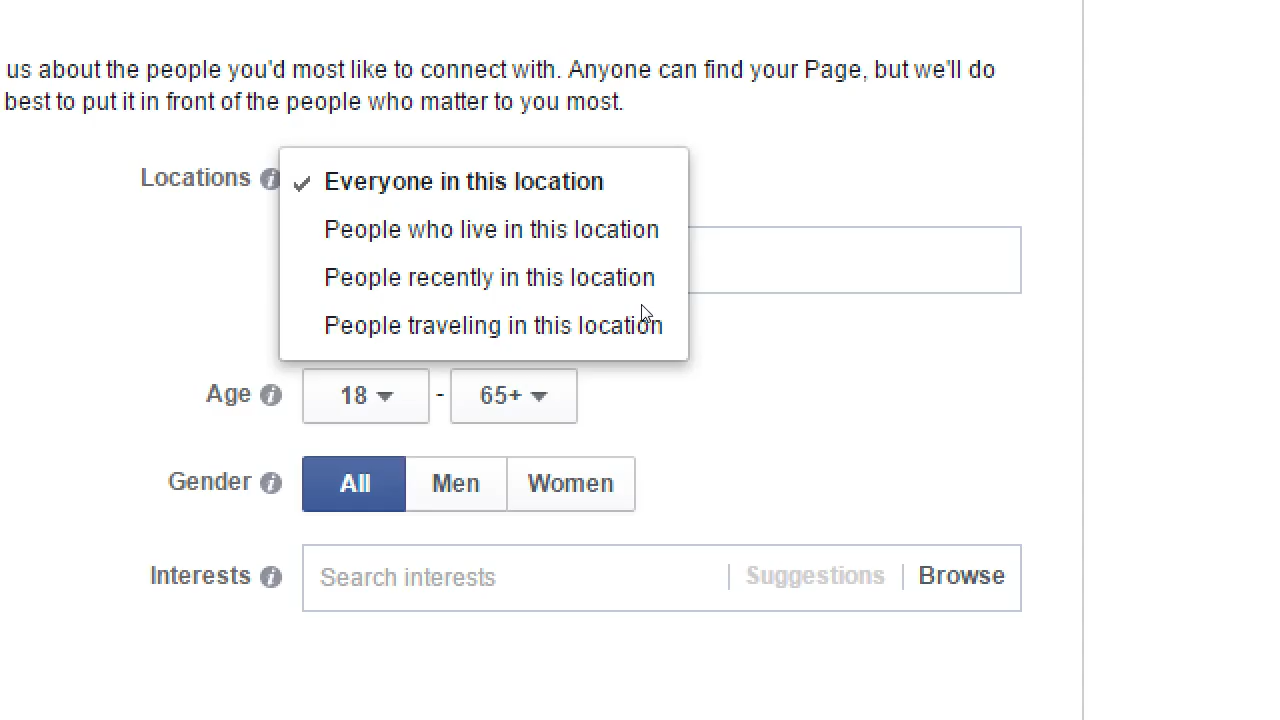 us about the people you'd most like to connect with. Anyone can find your Page, but we'll do
best to put it in front of the people who matter to you most.
Locations
Everyone in this location
People who live in this location
People recently in this location
People traveling in this location
Age 18 - 65+
Gender All Men Women
Interests Search interests | Suggestions | Browse